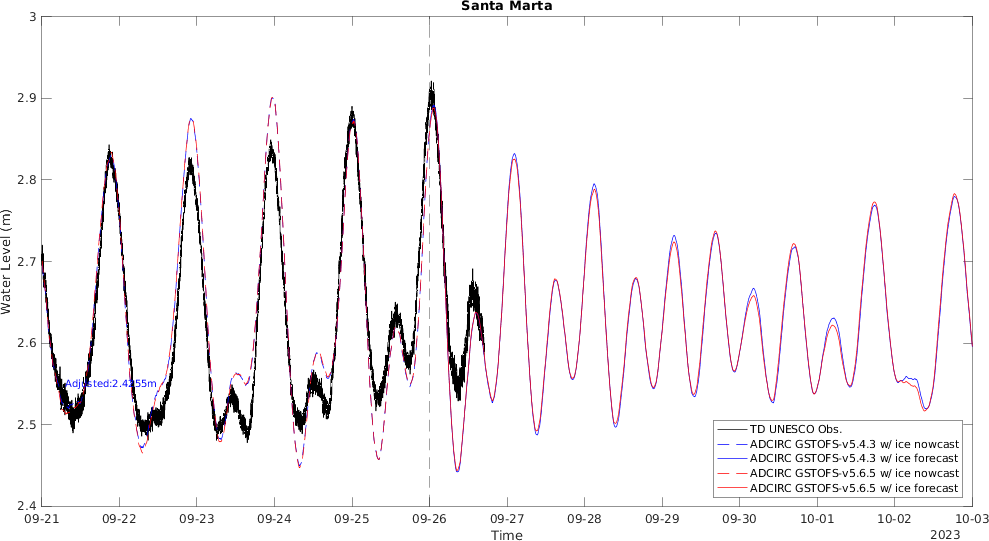 Santa Marta
Water Level (m)
3
2.9
2.8
2.7
2.6
2.5
2.4
Adjusted:2.4255m
TD UNESCO Obs.
ADCIRC GSTOFS-v5.4.3 w/ ice nowcast
ADCIRC GSTOFS-v5.4.3 w/ ice forecast
ADCIRC GSTOFS-v5.6.5 w/ ice nowcast
ADCIRC GSTOFS-v5.6.5 w/ ice forecast
09-21 09-22 09-23 09-24 09-25 09-26 09-27 09-28 09-29 09-30 10-01 10-02 10-03
Time
2023